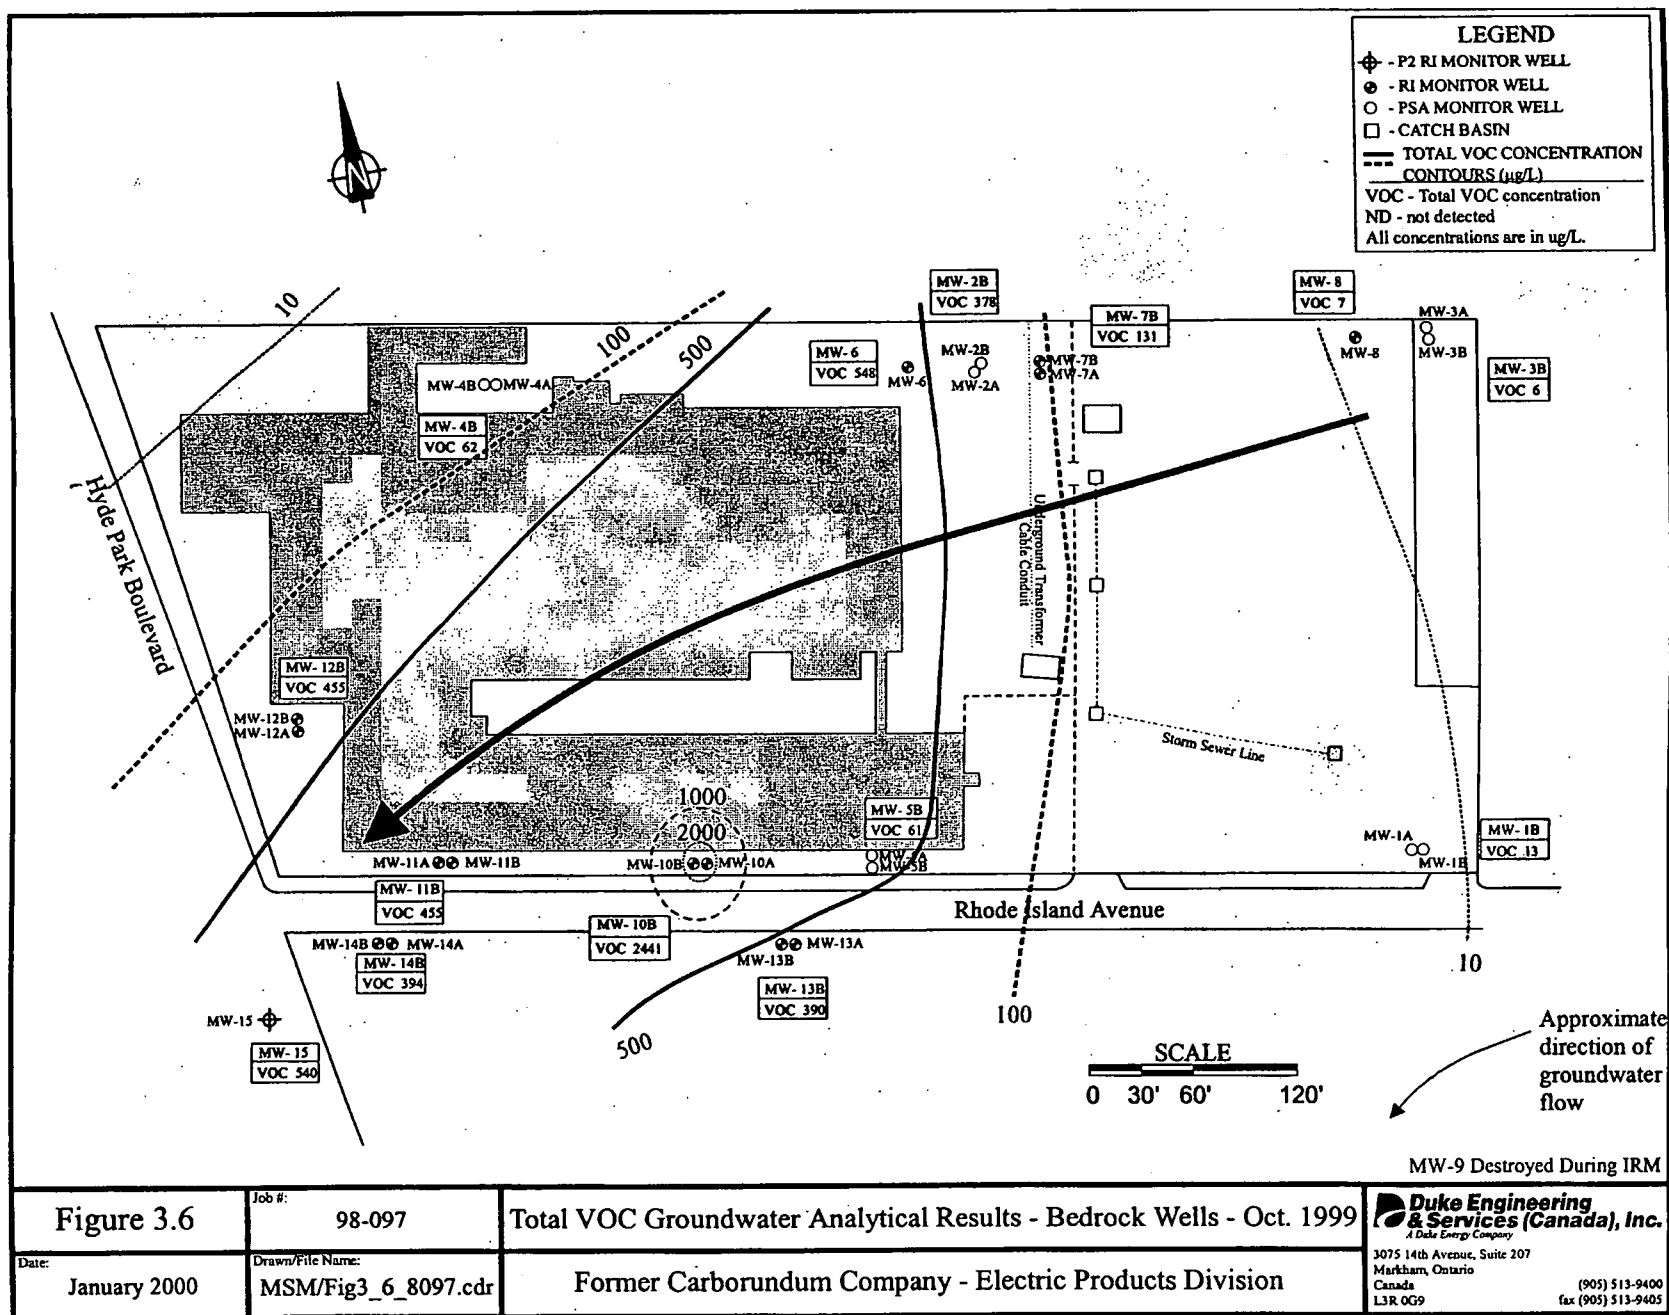 LEGEND
- P2 RI MONITOR WELL
- RI MONITOR WELL
- PSA MONITOR WELL
- CATCH BASIN
TOTAL VOC CONCENTRATION
CONTOURS (µg/L)
VOC - Total VOC concentration
ND - not detected
All concentrations are in ug/L.
N
10
100
500
MW- 2B
VOC 378
MW- 8
VOC 7
MW- 7B
VOC 131
MW-3A
MW-3B
MW-8
MW- 6
VOC 548
MW-6
MW-2B
MW-2A
MW-7B
MW-7A
MW- 3B
VOC 6
MW-4B
MW-4A
MW- 4B
VOC 62
Hyde Park Boulevard
Underground Transformer
Cable Conduit
MW- 12B
VOC 455
MW-12B
MW-12A
Storm Sewer Line
1000
2000
MW- 5B
VOC 61
MW-1A
MW-1B
MW- 1B
VOC 13
MW-11A
MW-11B
MW-10B
MW-10A
MW-5B
MW- 11B
VOC 455
Rhode Island Avenue
MW- 10B
VOC 2441
MW-14B
MW-14A
MW- 14B
VOC 394
MW-13A
MW-13B
MW- 13B
VOC 390
10
100
500
MW-15
MW- 15
VOC 540
SCALE
0 30' 60' 120'
Approximate
direction of
groundwater
flow
MW-9 Destroyed During IRM
Figure 3.6
Job #:
98-097
Total VOC Groundwater Analytical Results - Bedrock Wells - Oct. 1999
Date:
January 2000
Drawn/File Name:
MSM/Fig3_6_8097.cdr
Former Carborundum Company - Electric Products Division
Duke Engineering
& Services (Canada), Inc.
A Duke Energy Company
3075 14th Avenue, Suite 207
Markham, Ontario
Canada
L3R 0G9
(905) 513-9400
fax (905) 513-9405